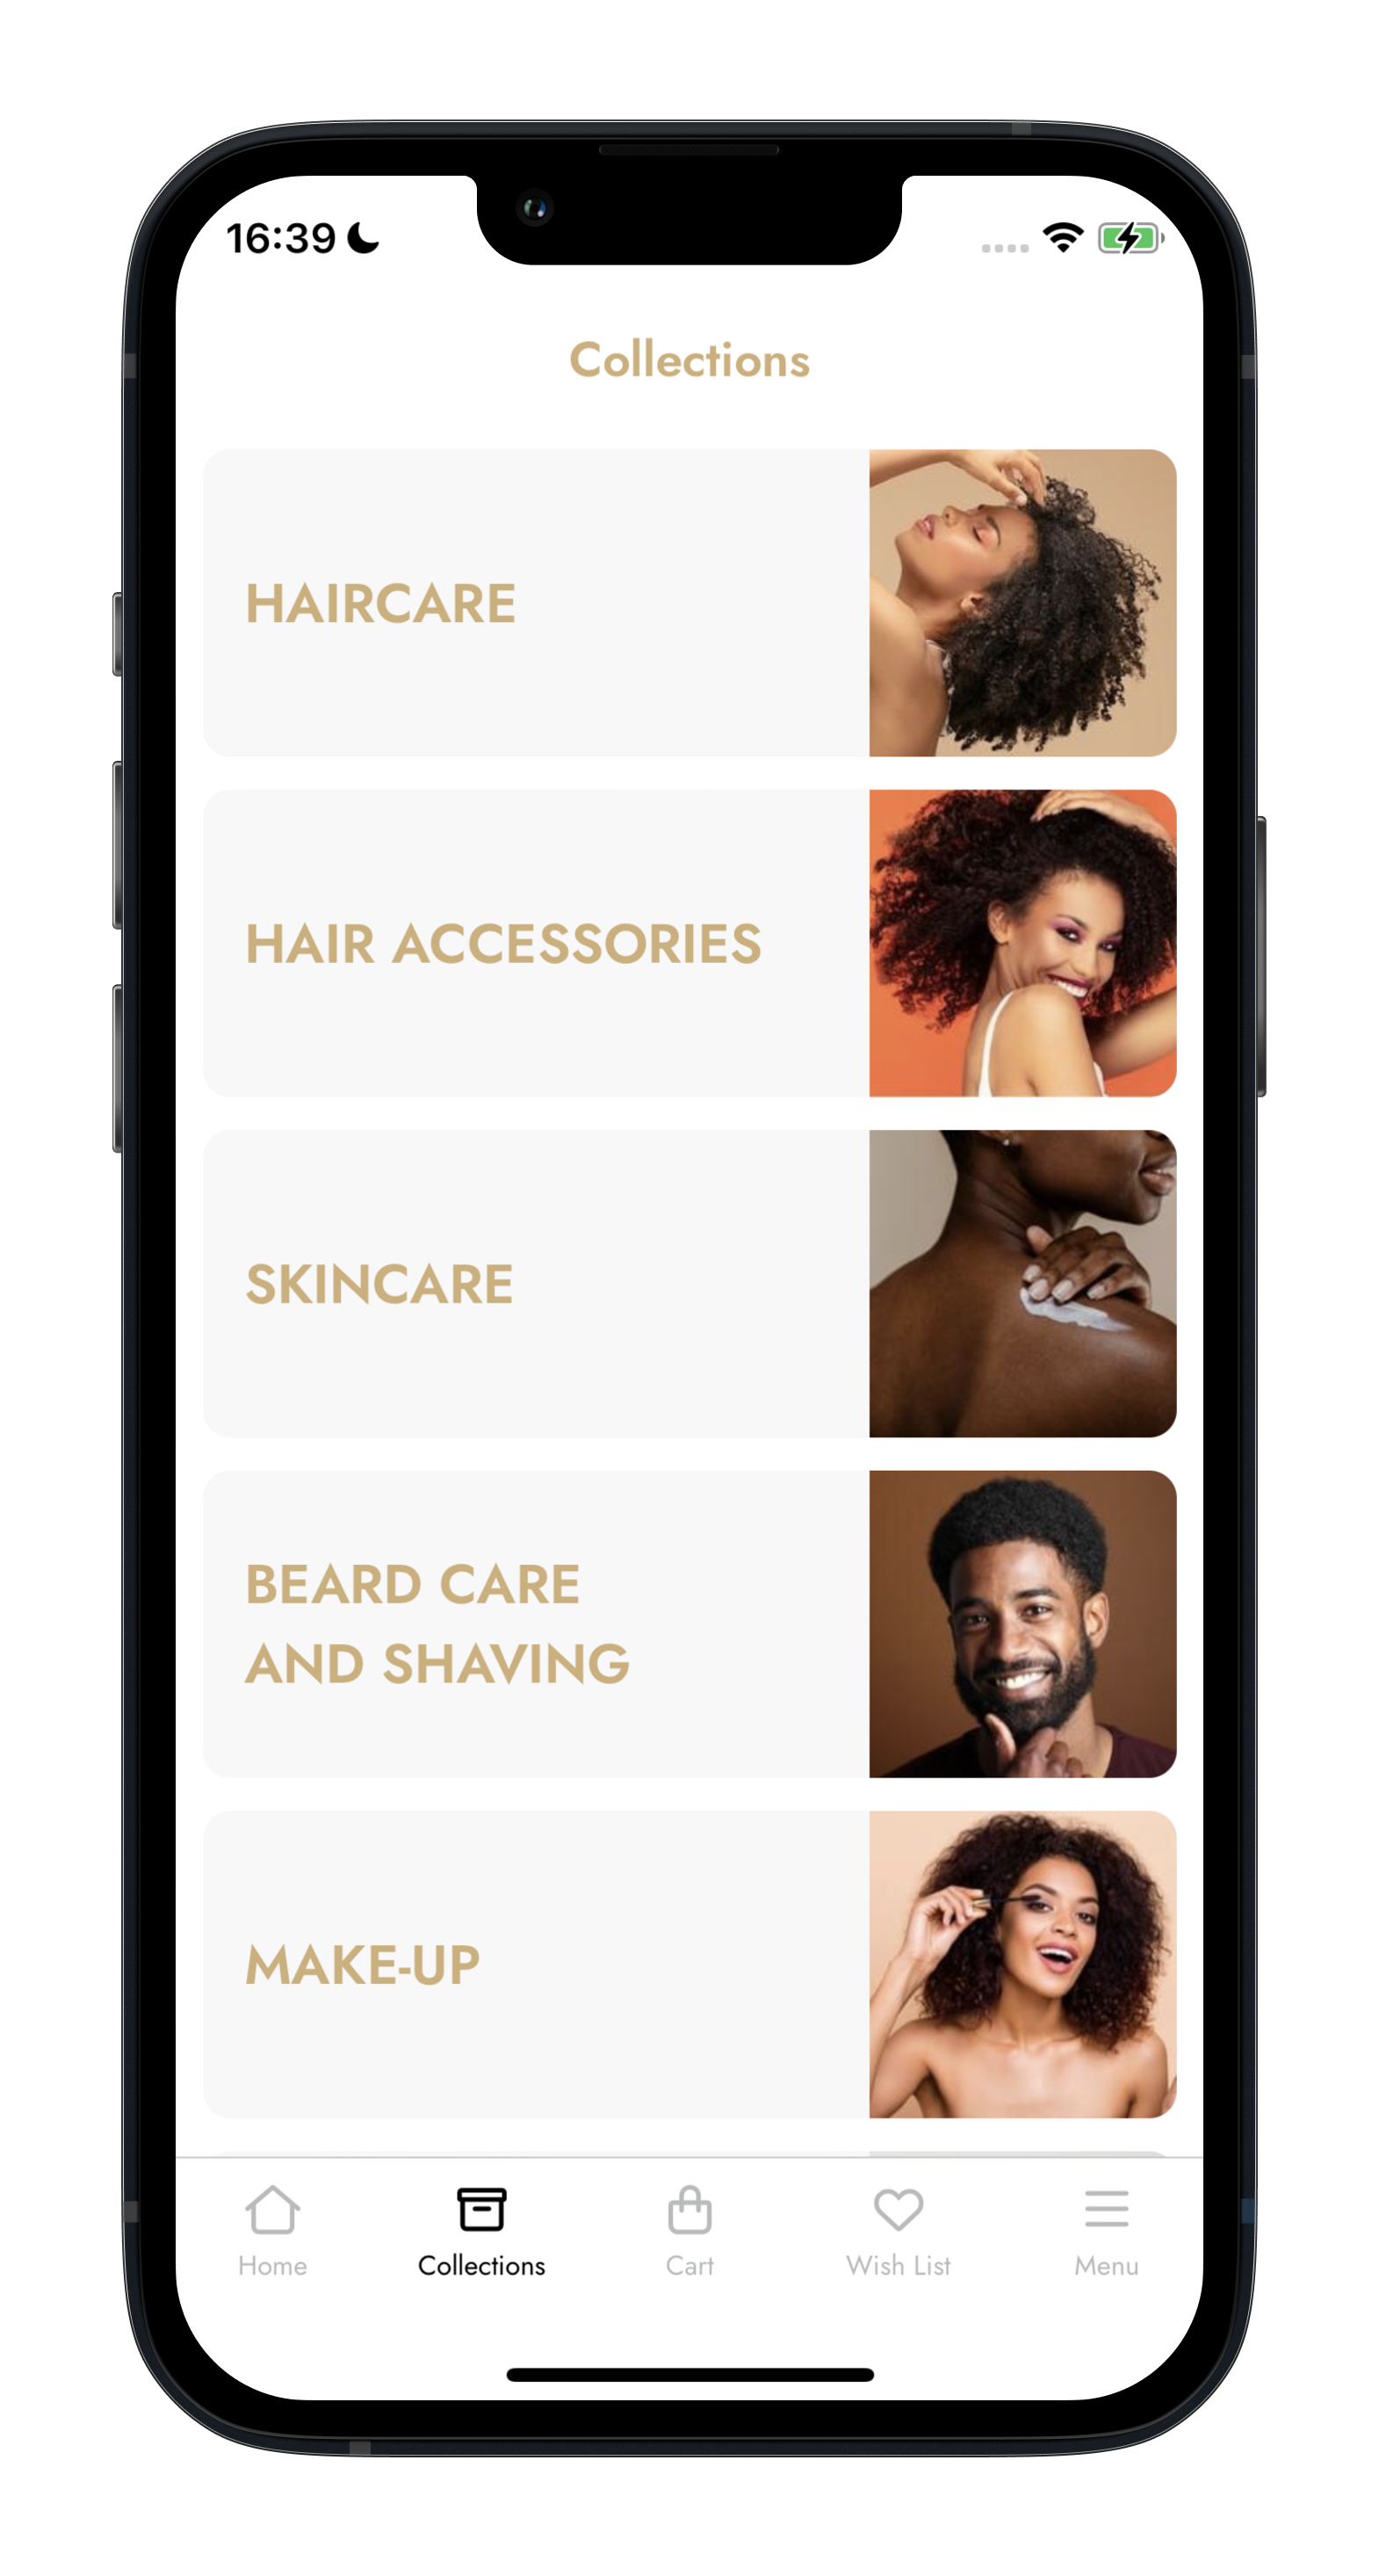 16:39
Collections
HAIRCARE
HAIR ACCESSORIES
SKINCARE
BEARD CARE
AND SHAVING
MAKE-UP
Home
Collections
Cart
Wish List
Menu